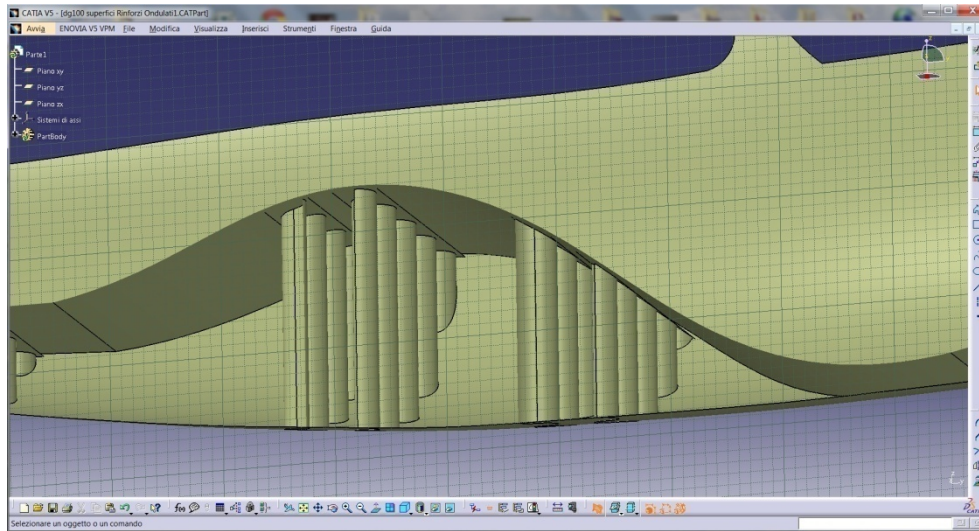 CATIA V5 - [dg100 superfici Rinforzi Ondulati1.CATPart]
Avvia ENOVIA V5 VPM File Modifica Visualizza Inserisci Strumenti Finestra Guida
Parte1
Piano xy
Piano yz
Piano zx
Sistemi di assi
PartBody
z
y
Selezionare un oggetto o un comando